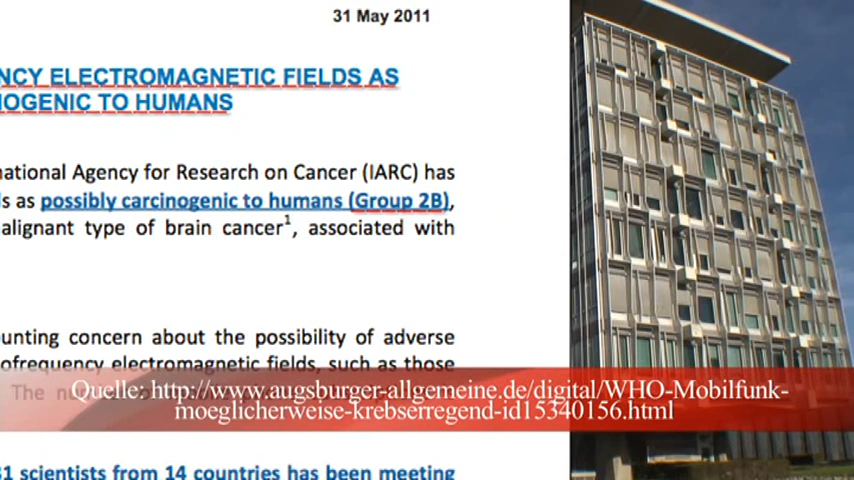 31 May 2011
NCY ELECTROMAGNETIC FIELDS AS
OGENIC TO HUMANS
national Agency for Research on Cancer (IARC) has
s as possibly carcinogenic to humans (Group 2B),
alignant type of brain cancer1, associated with
unting concern about the possibility of adverse
ofrequency electromagnetic fields, such as those
The
Quelle: http://www.augsburger-allgemeine.de/digital/WHO-Mobilfunk-
moeglicherweise-krebserregend-id15340156.html
31 scientists from 14 countries has been meeting